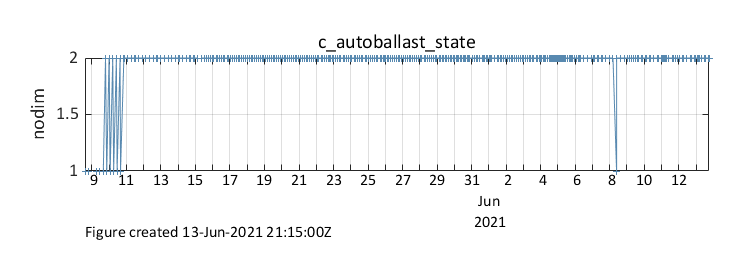 c_autoballast_state
2
1.5
1
nodim
9 11 13 15 17 19 21 23 25 27 29 31 2 4 6 8 10 12
Jun
2021
Figure created 13-Jun-2021 21:15:00Z